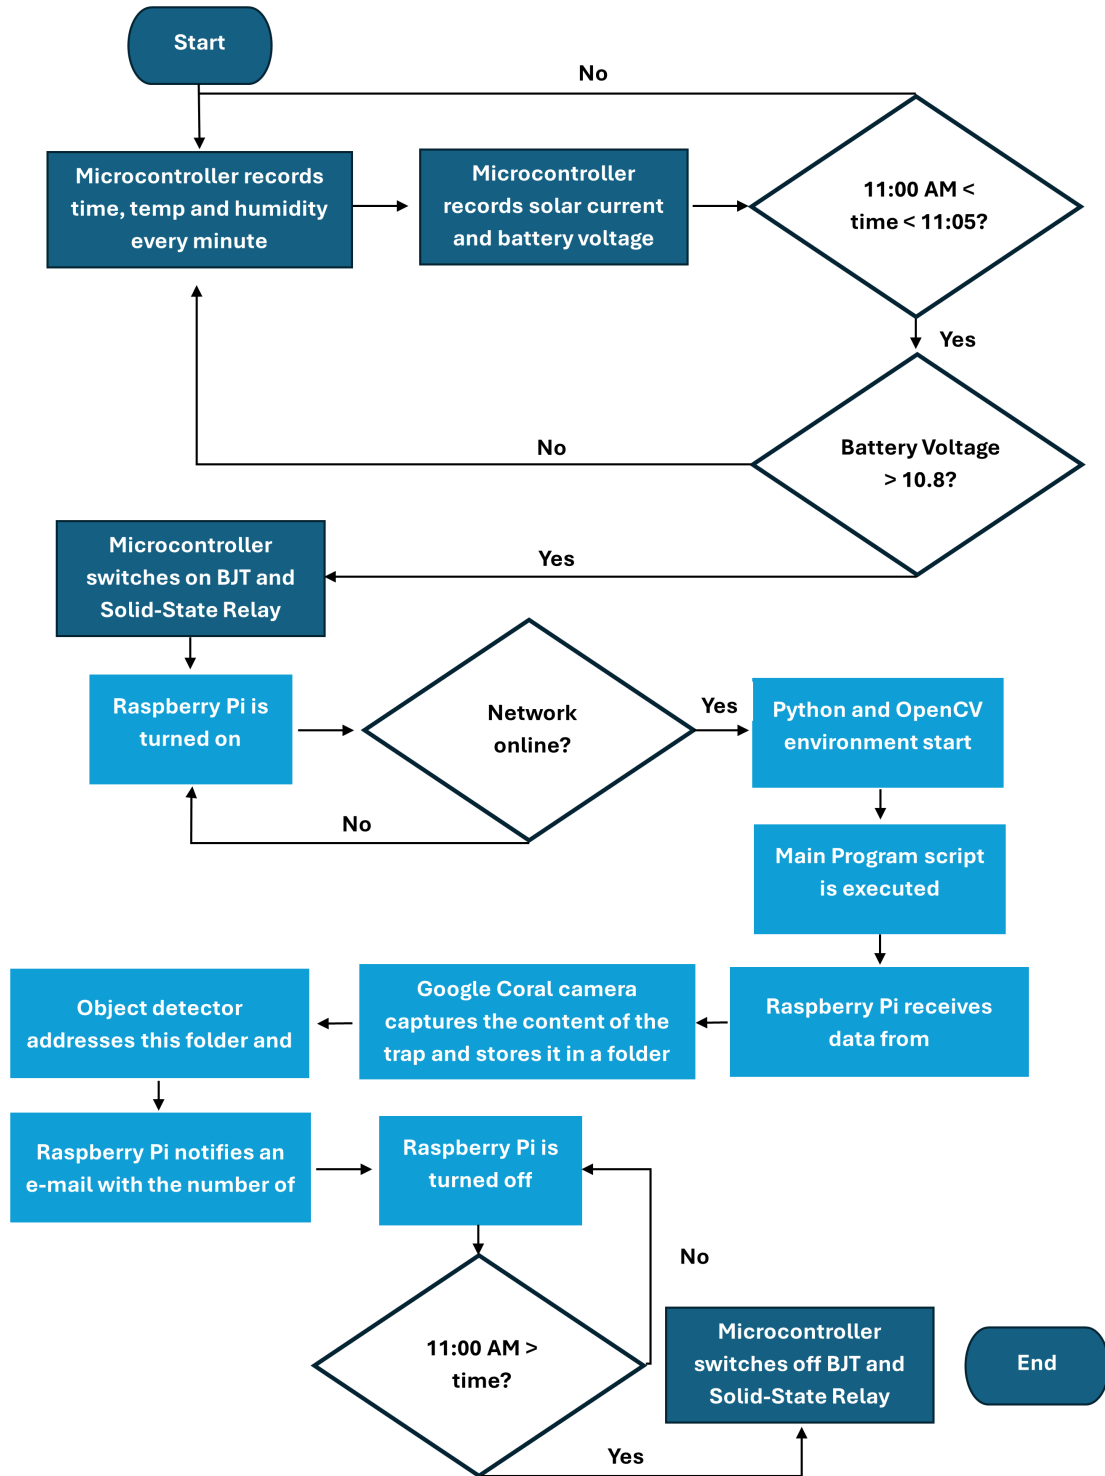 Start
No
Microcontroller records
time, temp and humidity
every minute
Microcontroller
records solar current
and battery voltage
11:00 AM <
time < 11:05?
Yes
Battery Voltage
> 10.8?
No
Yes
Microcontroller
switches on BJT and
Solid-State Relay
Raspberry Pi is
turned on
Network
online?
Yes
No
Python and OpenCV
environment start
Main Program script
is executed
Raspberry Pi receives
data from
Google Coral camera
captures the content of the
trap and stores it in a folder
Object detector
addresses this folder and
Raspberry Pi notifies an
e-mail with the number of
Raspberry Pi is
turned off
No
11:00 AM >
time?
Yes
Microcontroller
switches off BJT and
Solid-State Relay
End